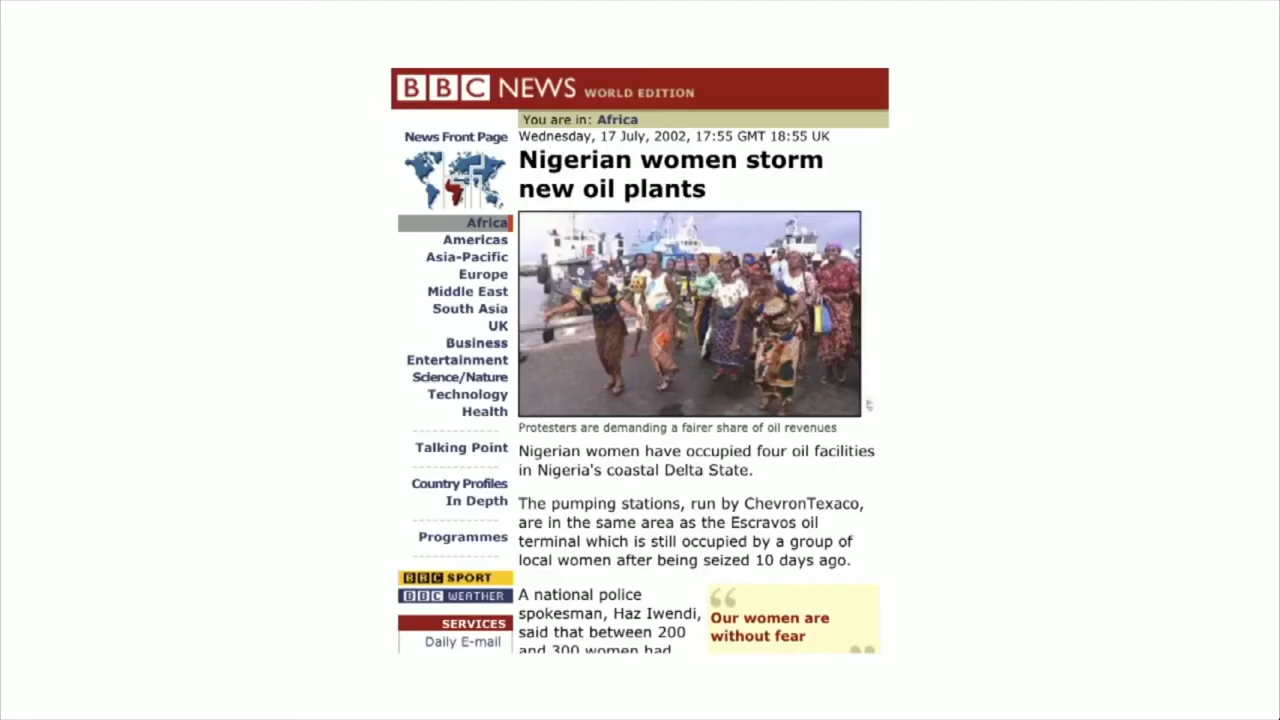 BBC NEWS WORLD EDITION
You are in: Africa
News Front Page
Africa
Americas
Asia-Pacific
Europe
Middle East
South Asia
UK
Business
Entertainment
Science/Nature
Technology
Health
Talking Point
Country Profiles
In Depth
Programmes
BBC SPORT
BBC WEATHER
SERVICES
Daily E-mail
Wednesday, 17 July, 2002, 17:55 GMT 18:55 UK
Nigerian women storm
new oil plants
AP
Protesters are demanding a fairer share of oil revenues
Nigerian women have occupied four oil facilities
in Nigeria's coastal Delta State.
The pumping stations, run by ChevronTexaco,
are in the same area as the Escravos oil
terminal which is still occupied by a group of
local women after being seized 10 days ago.
A national police
spokesman, Haz Iwendi,
said that between 200
and 300 women had
“ Our women are
without fear ”